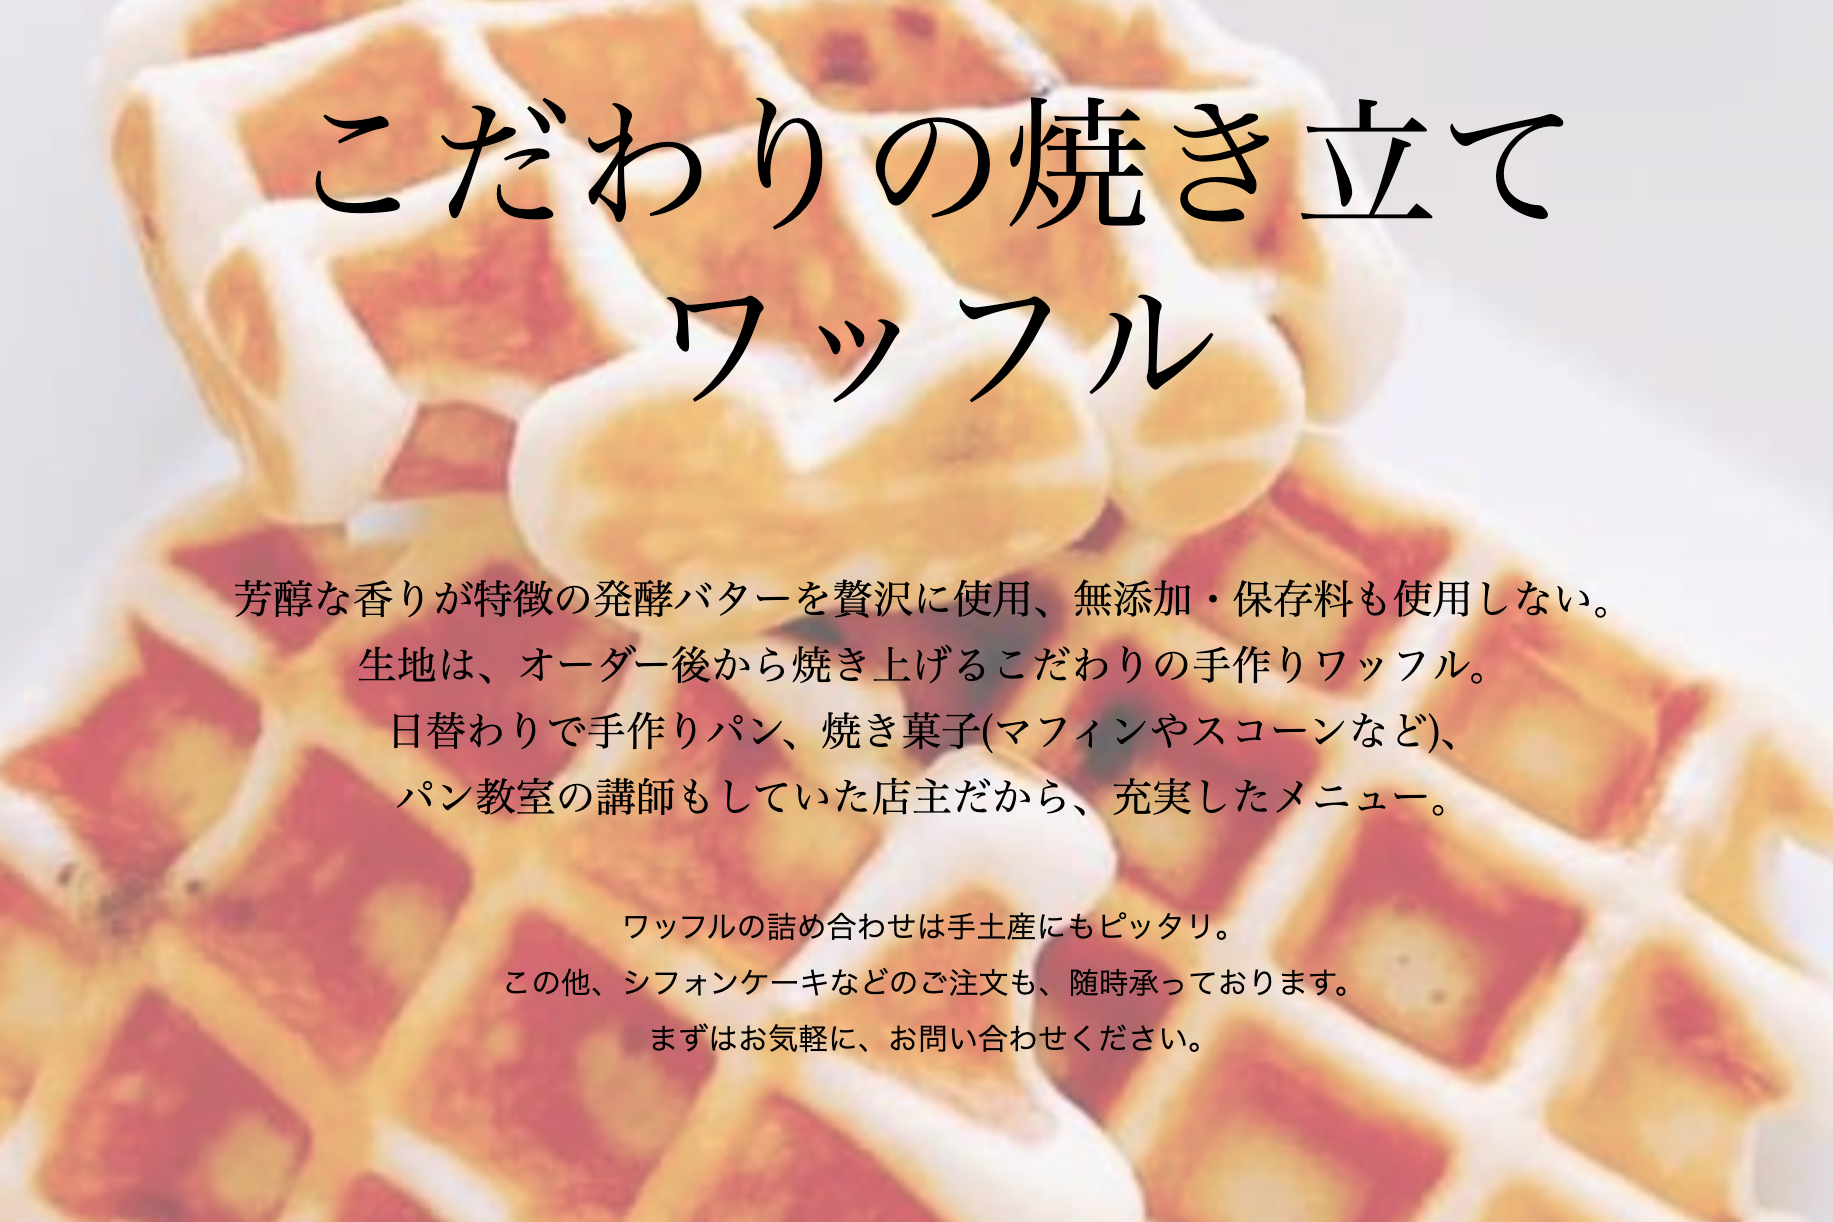 こだわりの焼き立て
ワッフル
芳醇な香りが特徴の発酵バターを贅沢に使用、無添加・保存料も使用しない。
生地は、オーダー後から焼き上げるこだわりの手作りワッフル。
日替わりで手作りパン、焼き菓子(マフィンやスコーンなど)、
パン教室の講師もしていた店主だから、充実したメニュー。
ワッフルの詰め合わせは手土産にもピッタリ。
この他、シフォンケーキなどのご注文も、随時承っております。
まずはお気軽に、お問い合わせください。